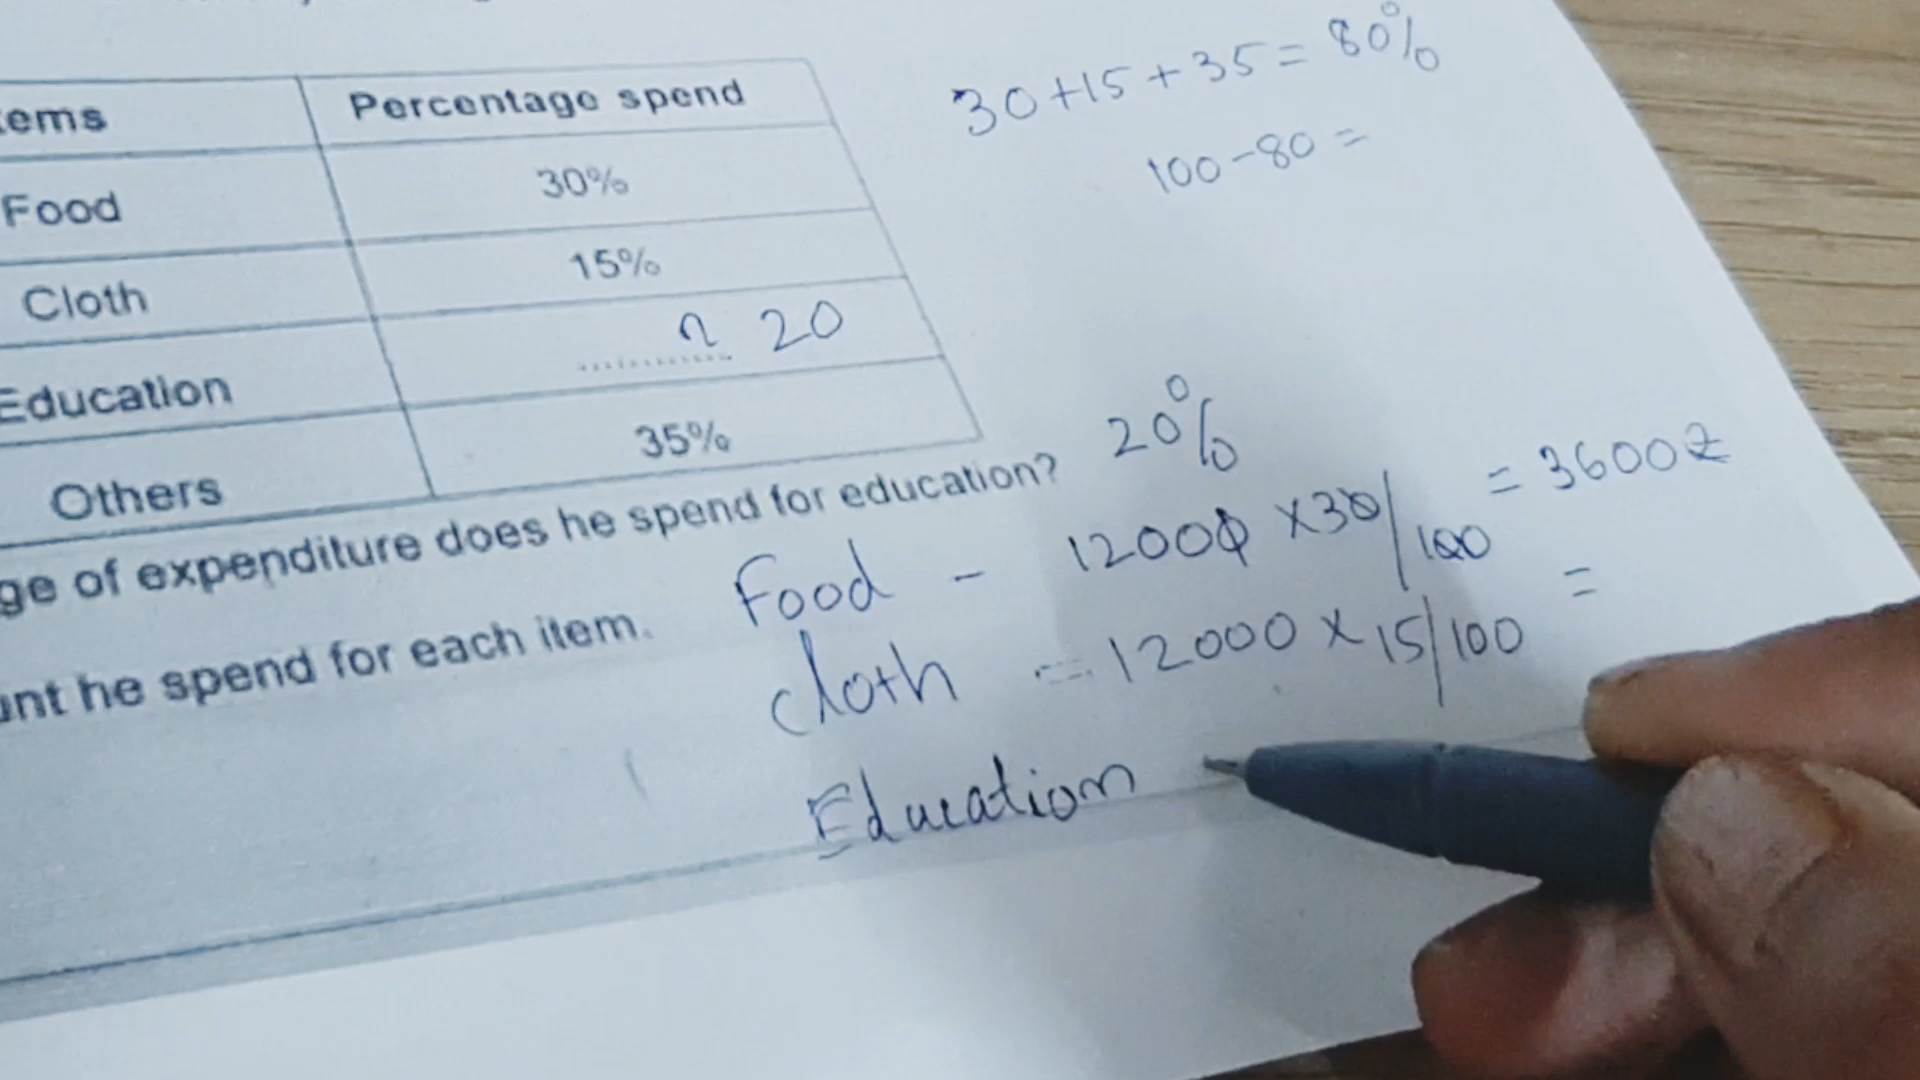 ems Percentage spend
Food 30%
Cloth 15%
Education 20
Others 35%
30+15+35=80%
100-80=
ge of expenditure does he spend for education? 20%
unt he spend for each item.
Food - 12000 x30/100 = 3600
Cloth = 12000 x 15/100 =
Education